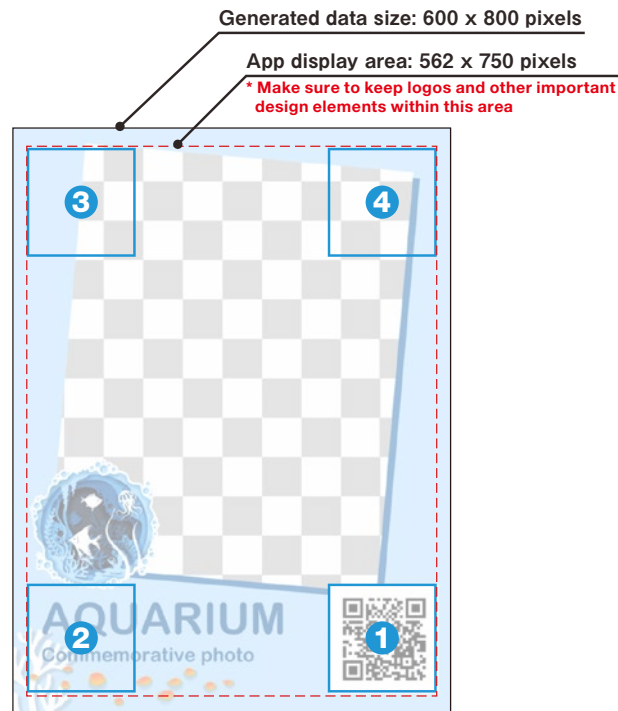 Generated data size: 600 x 800 pixels
App display area: 562 x 750 pixels
* Make sure to keep logos and other important
design elements within this area
3
4
AQUARIUM
2
1
Commemorative photo